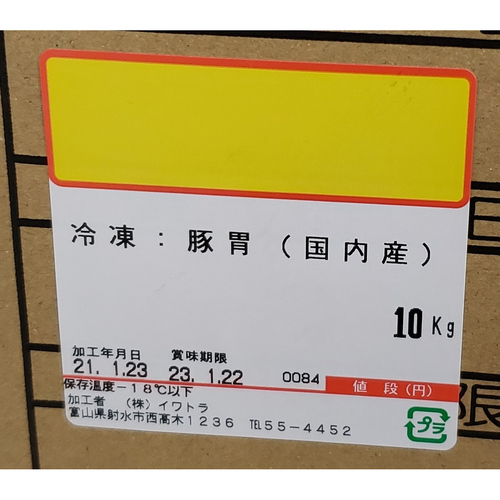 冷凍：豚胃（国内産）
10Kg
加工年月日 賞味期限
21. 1.23 23. 1.22 0084 値段(円)
保存温度－18℃以下
加工者 （株）イワトラ
富山県射水市西高木1236 TEL55-4452
プラ
限